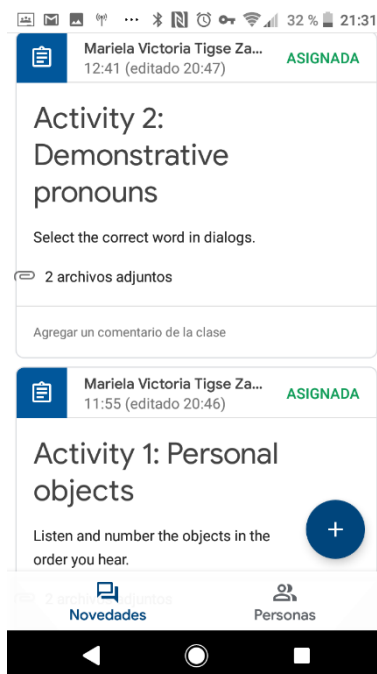 32 % 21:31
Mariela Victoria Tigse Za...
12:41 (editado 20:47)
ASIGNADA
Activity 2:
Demonstrative
pronouns
Select the correct word in dialogs.
2 archivos adjuntos
Agregar un comentario de la clase
Mariela Victoria Tigse Za...
11:55 (editado 20:46)
ASIGNADA
Activity 1: Personal
objects
Listen and number the objects in the
order you hear.
2 archivos adjuntos
Novedades
Personas